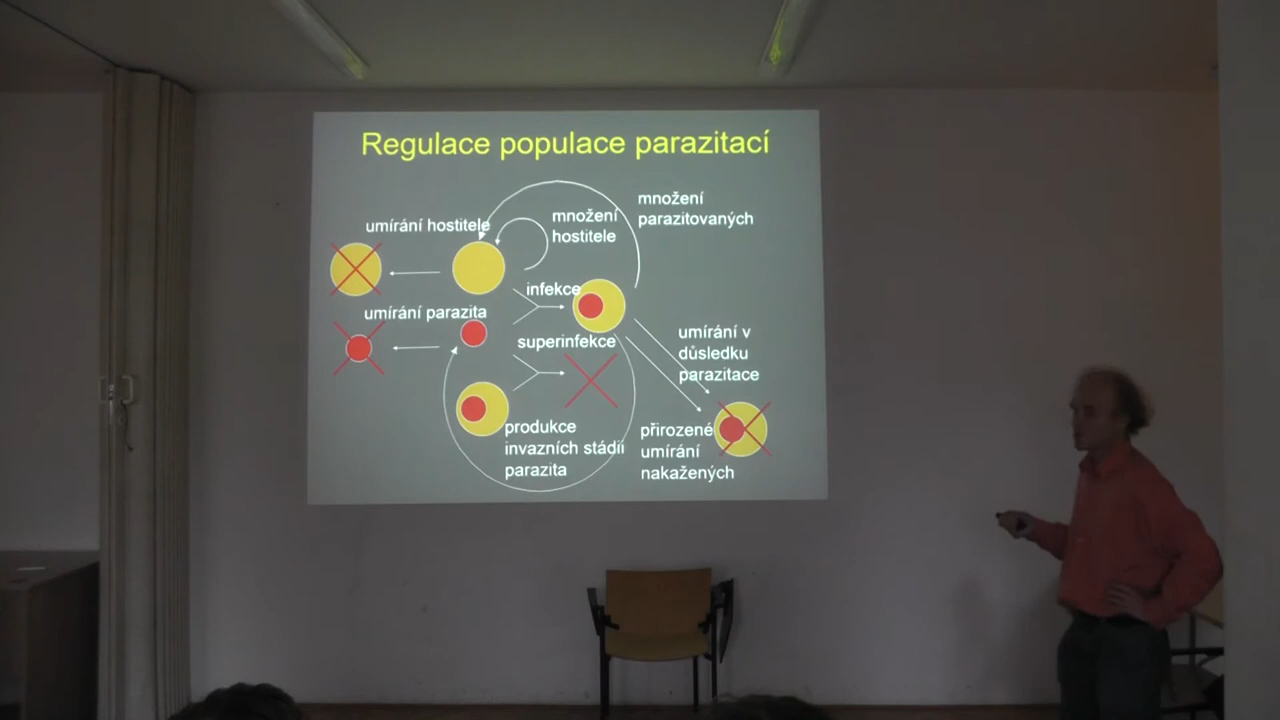 Regulace populace parazitací
množení
parazitovaných
množení
hostitele
umírání hostitele
infekce
umírání parazita
superinfekce
umírání v
důsledku
parazitace
produkce
invazních stádií
parazita
přirozené
umírání
nakažených